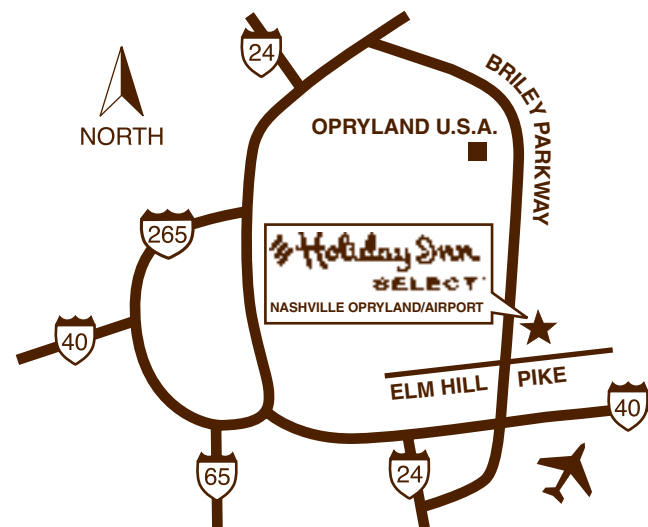 24
BRILEY PARKWAY
NORTH
OPRYLAND U.S.A.
265
Holiday Inn
SELECT
NASHVILLE OPRYLAND/AIRPORT
40
ELM HILL PIKE
40
65
24